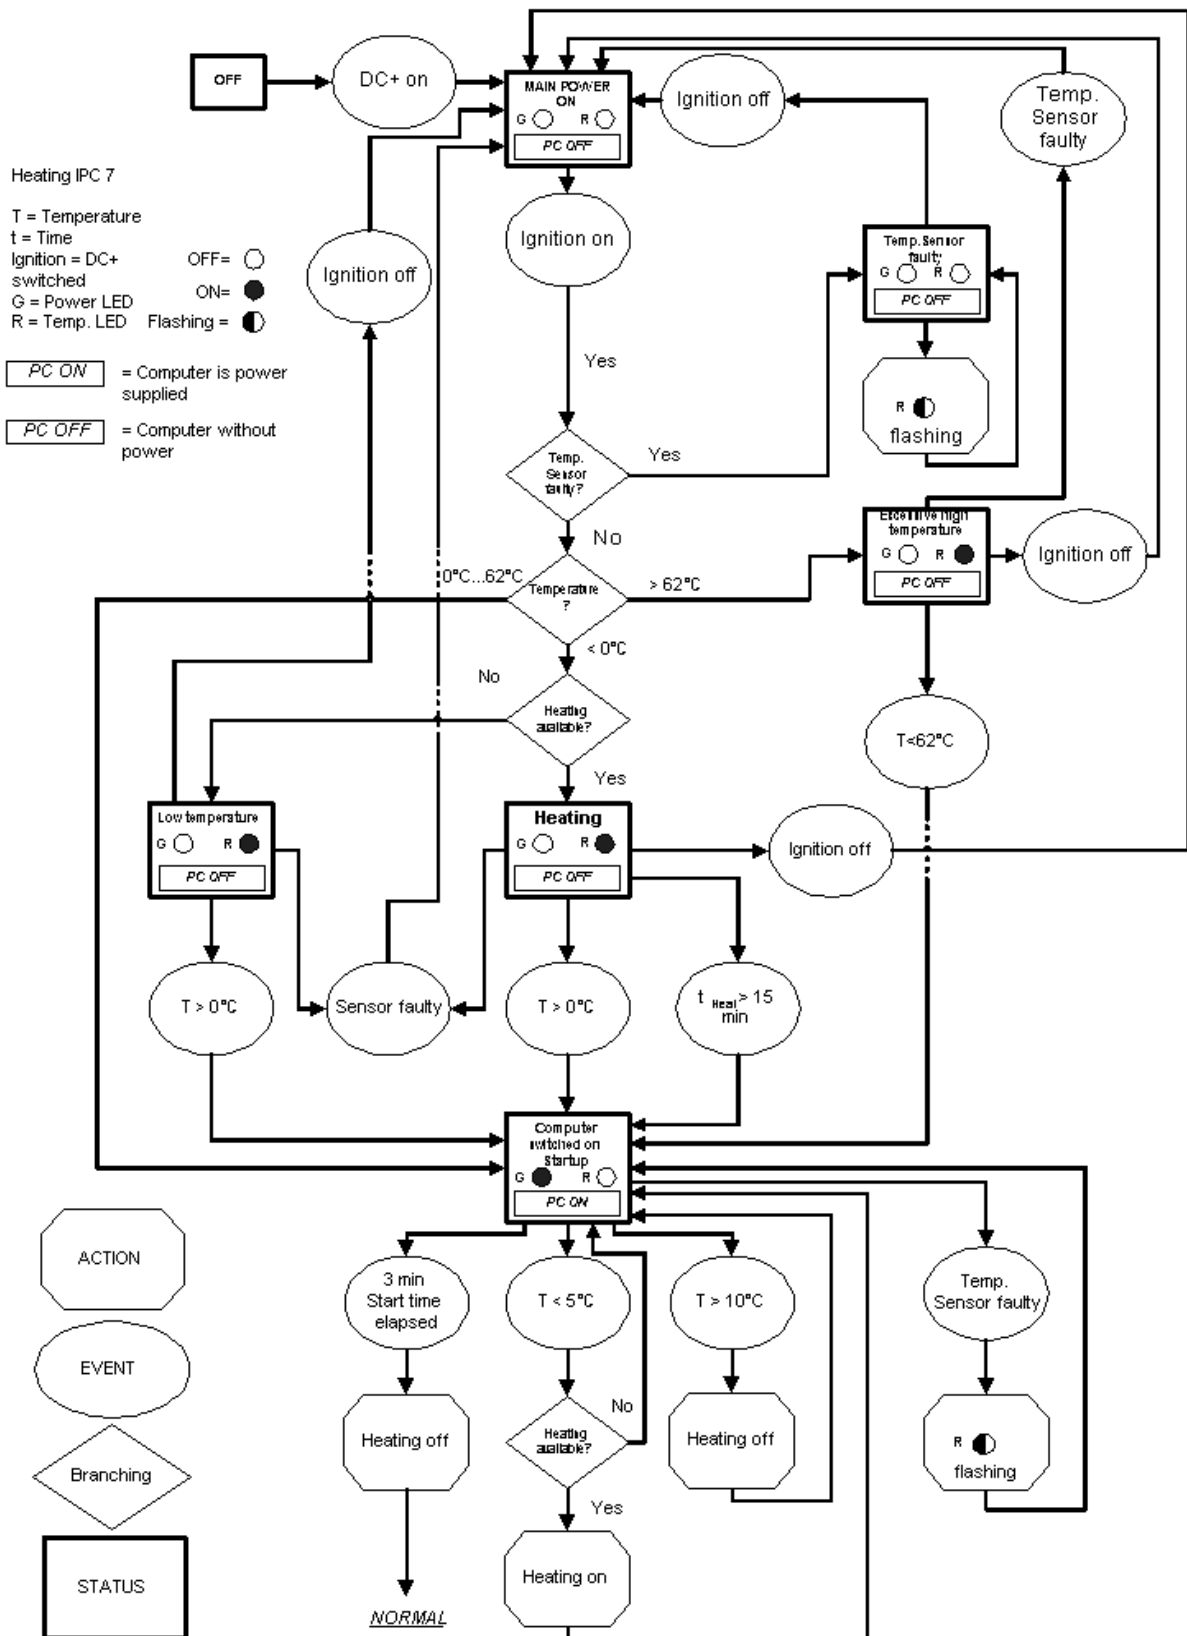 OFF
DC+ on
MAIN POWER
ON
G R
PC OFF
Ignition off
Temp.
Sensor
faulty
Heating IPC 7
T = Temperature
t = Time
Ignition = DC+
switched
G = Power LED
R = Temp. LED
OFF=
ON=
Flashing =
PC ON
= Computer is power
supplied
PC OFF
= Computer without
power
Ignition off
Ignition on
Yes
Temp.Sensor
faulty
G R
PC OFF
R
flashing
Temp.
Sensor
faulty?
Yes
No
Excessive high
temperature
G R
PC OFF
Ignition off
0°C...62°C
Temperature
?
> 62°C
< 0°C
No
Heating
available?
Yes
T<62°C
Low temperature
G R
PC OFF
Heating
G R
PC OFF
Ignition off
T > 0°C
Sensor faulty
T > 0°C
t Heat > 15
min
Computer
switched on
Startup
G R
PC ON
3 min
Start time
elapsed
T < 5°C
T > 10°C
Temp.
Sensor faulty
Heating off
Heating
available?
No
Yes
Heating off
R
flashing
Heating on
NORMAL
ACTION
EVENT
Branching
STATUS